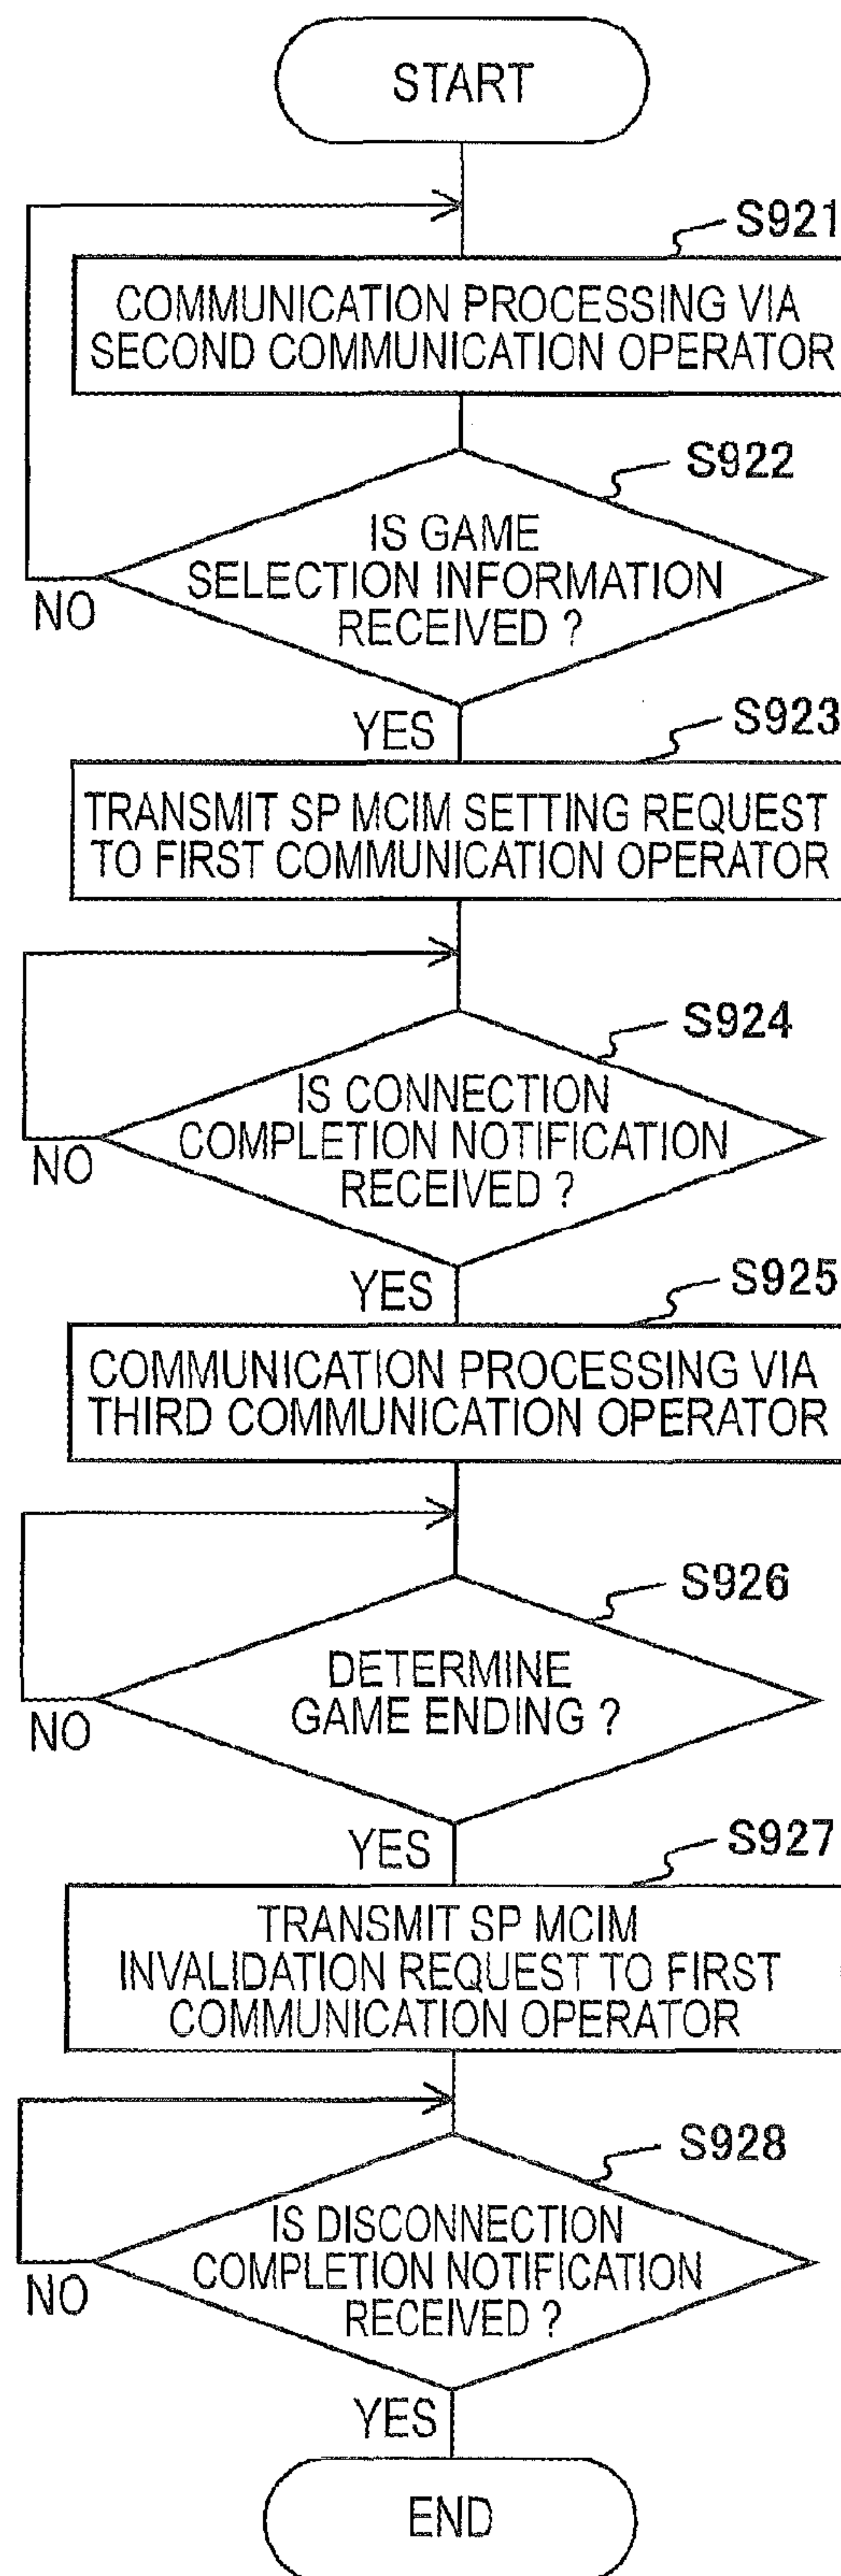 START
S921
COMMUNICATION PROCESSING VIA
SECOND COMMUNICATION OPERATOR
S922
IS GAME
SELECTION INFORMATION
RECEIVED ?
NO
YES
S923
TRANSMIT SP MCIM SETTING REQUEST
TO FIRST COMMUNICATION OPERATOR
S924
IS CONNECTION
COMPLETION NOTIFICATION
RECEIVED ?
NO
YES
S925
COMMUNICATION PROCESSING VIA
THIRD COMMUNICATION OPERATOR
S926
DETERMINE
GAME ENDING ?
NO
YES
S927
TRANSMIT SP MCIM
INVALIDATION REQUEST TO FIRST
COMMUNICATION OPERATOR
S928
IS DISCONNECTION
COMPLETION NOTIFICATION
RECEIVED ?
NO
YES
END